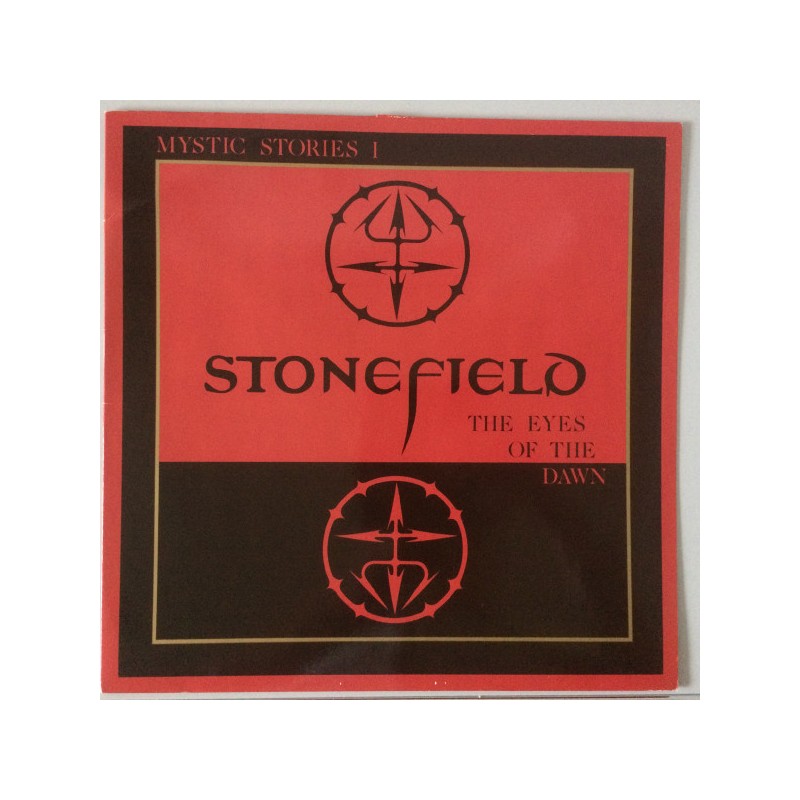 MYSTIC STORIES I
STONEFIELD
THE EYES
OF THE
DAWN